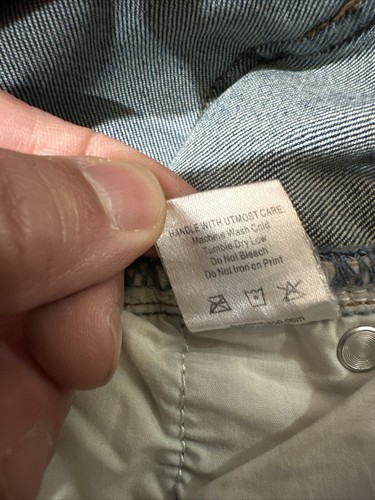 HANDLE WITH UTMOST CARE.
Machine Wash Cold
Tumble Dry Low
Do Not Bleach
Do Not Iron on Print